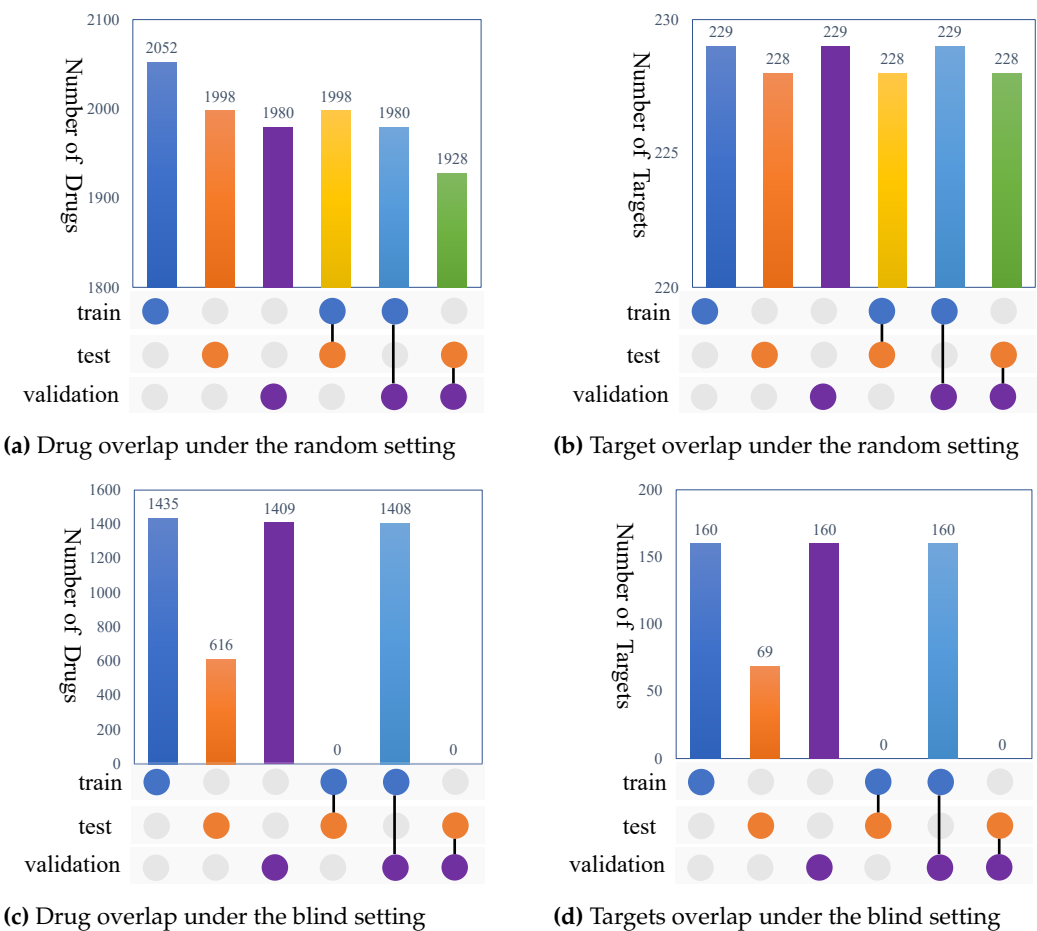 2100
2000
1900
1800
Number of Drugs
2052
1998
1980
1998
1980
1928
train
test
validation
(a) Drug overlap under the random setting
230
225
220
Number of Targets
229
228
229
228
229
228
train
test
validation
(b) Target overlap under the random setting
1600
1400
1200
1000
800
600
400
200
0
Number of Drugs
1435
616
1409
0
1408
0
train
test
validation
(c) Drug overlap under the blind setting
200
150
100
50
0
Number of Targets
160
69
160
0
160
0
train
test
validation
(d) Targets overlap under the blind setting